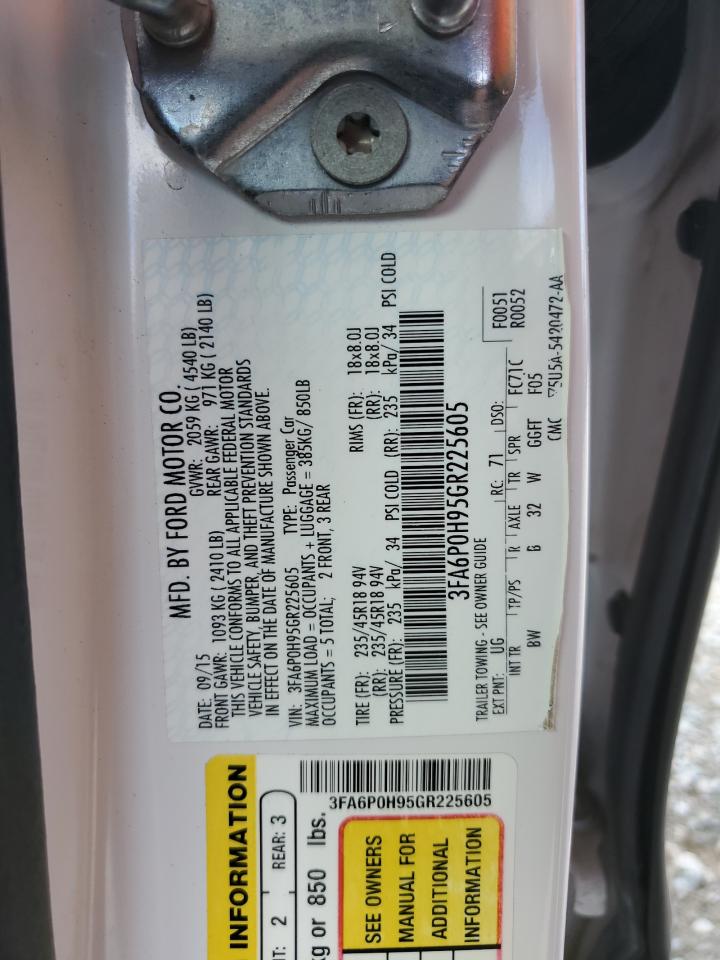 MFD. BY FORD MOTOR CO.
DATE: 09/15 GVWR: 2059 KG ( 4540 LB)
FRONT GAWR: 1093 KG ( 2410 LB) REAR GAWR: 971 KG ( 2140 LB)
THIS VEHICLE CONFORMS TO ALL APPLICABLE FEDERAL MOTOR
VEHICLE SAFETY, BUMPER, AND THEFT PREVENTION STANDARDS
IN EFFECT ON THE DATE OF MANUFACTURE SHOWN ABOVE.
VIN: 3FA6P0H95GR225605 TYPE: Passenger Car
MAXIMUM LOAD = OCCUPANTS + LUGGAGE = 385KG/ 850LB
OCCUPANTS = 5 TOTAL; 2 FRONT, 3 REAR
TIRE (FR): 235/45R18 94V RIMS (FR): 18x8.0J
(RR): 235/45R18 94V (RR): 18x8.0J
PRESSURE (FR): 235 kPa/ 34 PSI COLD (RR): 235 kPa/ 34 PSI COLD
3FA6P0H95GR225605
TRAILER TOWING - SEE OWNER GUIDE F0051
EXT PNT: UG RC: 71 DSO: R0052
INT TR TP/PS R AXLE TR SPR FC71C
BW B 32 W GGFT F05
CMC 5U5A-5420472-AA
INFORMATION
2 REAR: 3
kg or 850 lbs.
3FA6P0H95GR225605
SEE OWNERS
MANUAL FOR
ADDITIONAL
INFORMATION